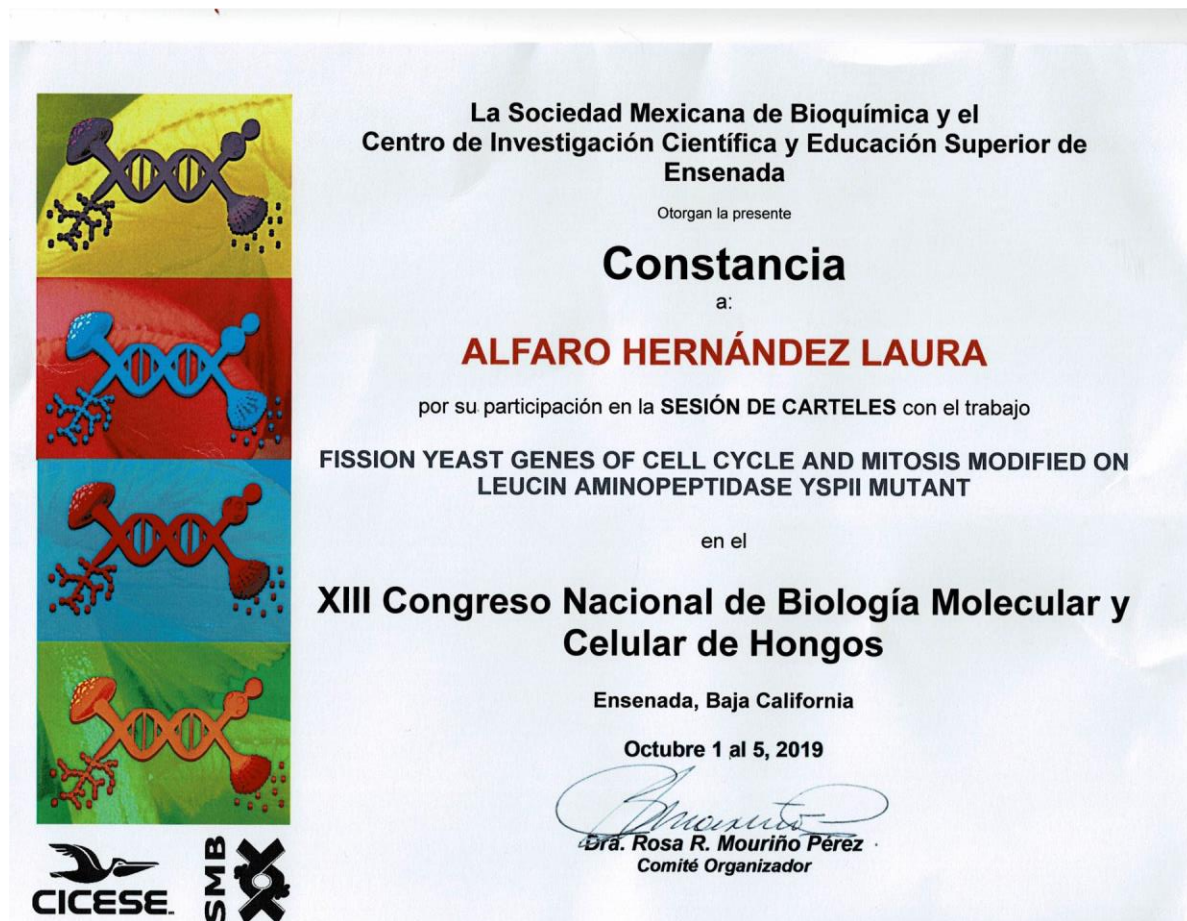 La Sociedad Mexicana de Bioquímica y el
Centro de Investigación Científica y Educación Superior de
Ensenada
Otorgan la presente
Constancia
a:
ALFARO HERNÁNDEZ LAURA
por su participación en la SESIÓN DE CARTELES con el trabajo
FISSION YEAST GENES OF CELL CYCLE AND MITOSIS MODIFIED ON
LEUCIN AMINOPEPTIDASE YSPII MUTANT
en el
XIII Congreso Nacional de Biología Molecular y
Celular de Hongos
Ensenada, Baja California
Octubre 1 al 5, 2019
Dra. Rosa R. Mouriño Pérez
Comité Organizador
CICESE
SMB